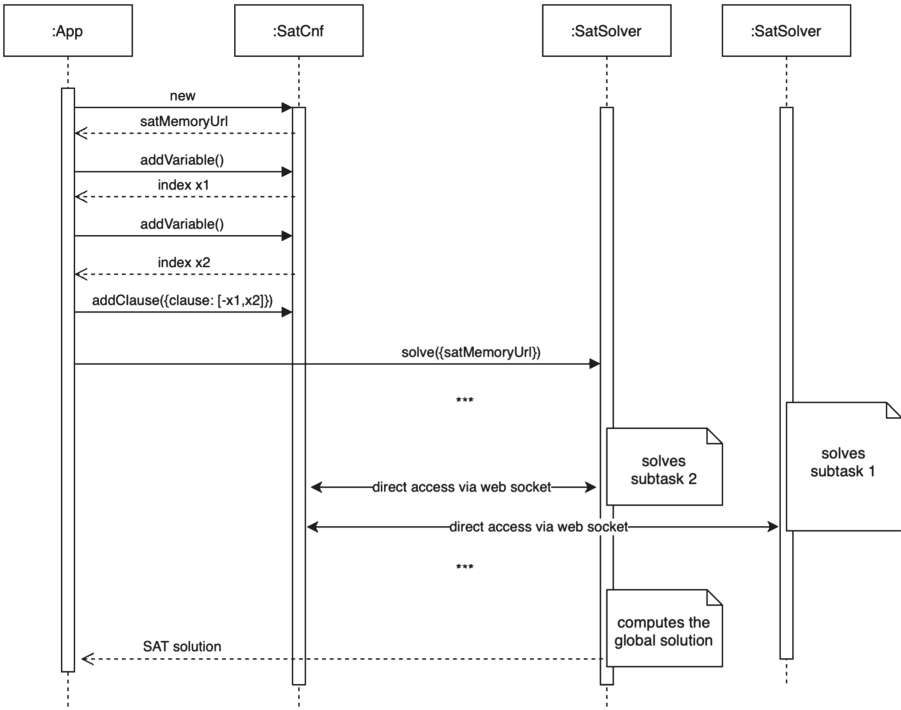 :App
:SatCnf
:SatSolver
:SatSolver
new
satMemoryUrl
addVariable()
index x1
addVariable()
index x2
addClause({clause: [-x1,x2]})
solve({satMemoryUrl})
***
solves
subtask 1
solves
subtask 2
direct access via web socket
direct access via web socket
***
computes the
global solution
SAT solution